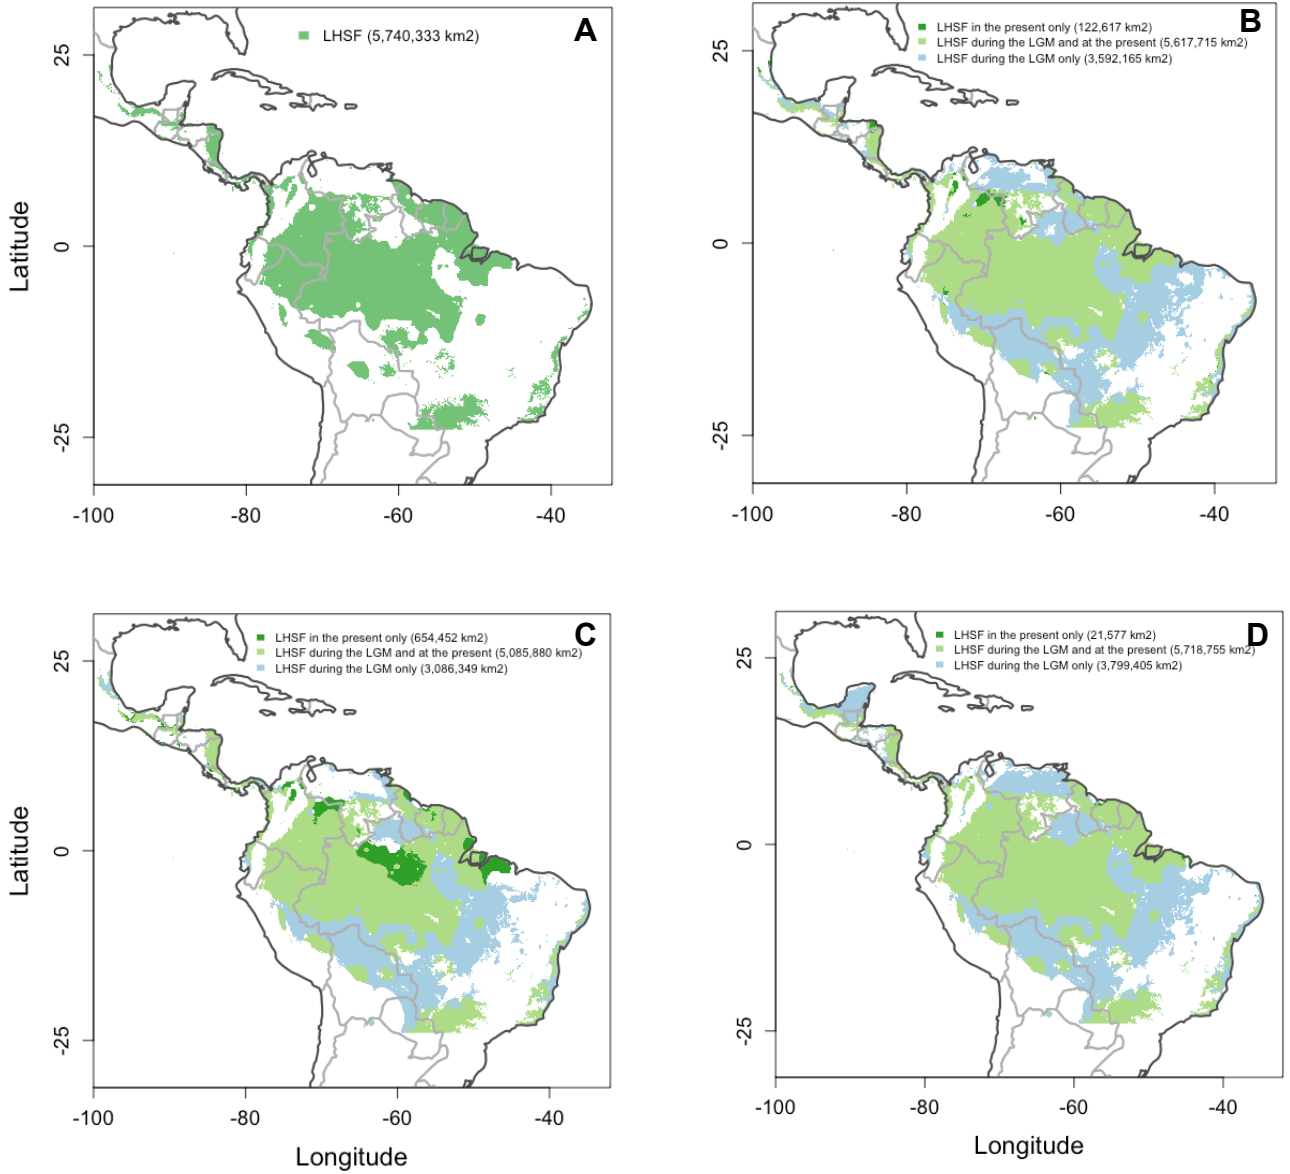 A
LHSF (5,740,333 km2)
25
0
-25
Latitude
-100
-80
-60
-40
B
LHSF in the present only (122,617 km2)
LHSF during the LGM and at the present (5,617,715 km2)
LHSF during the LGM only (3,592,165 km2)
25
0
-25
-100
-80
-60
-40
C
LHSF in the present only (654,452 km2)
LHSF during the LGM and at the present (5,085,880 km2)
LHSF during the LGM only (3,086,349 km2)
25
0
-25
Latitude
-100
-80
-60
-40
Longitude
D
LHSF in the present only (21,577 km2)
LHSF during the LGM and at the present (5,718,755 km2)
LHSF during the LGM only (3,799,405 km2)
25
0
-25
-100
-80
-60
-40
Longitude